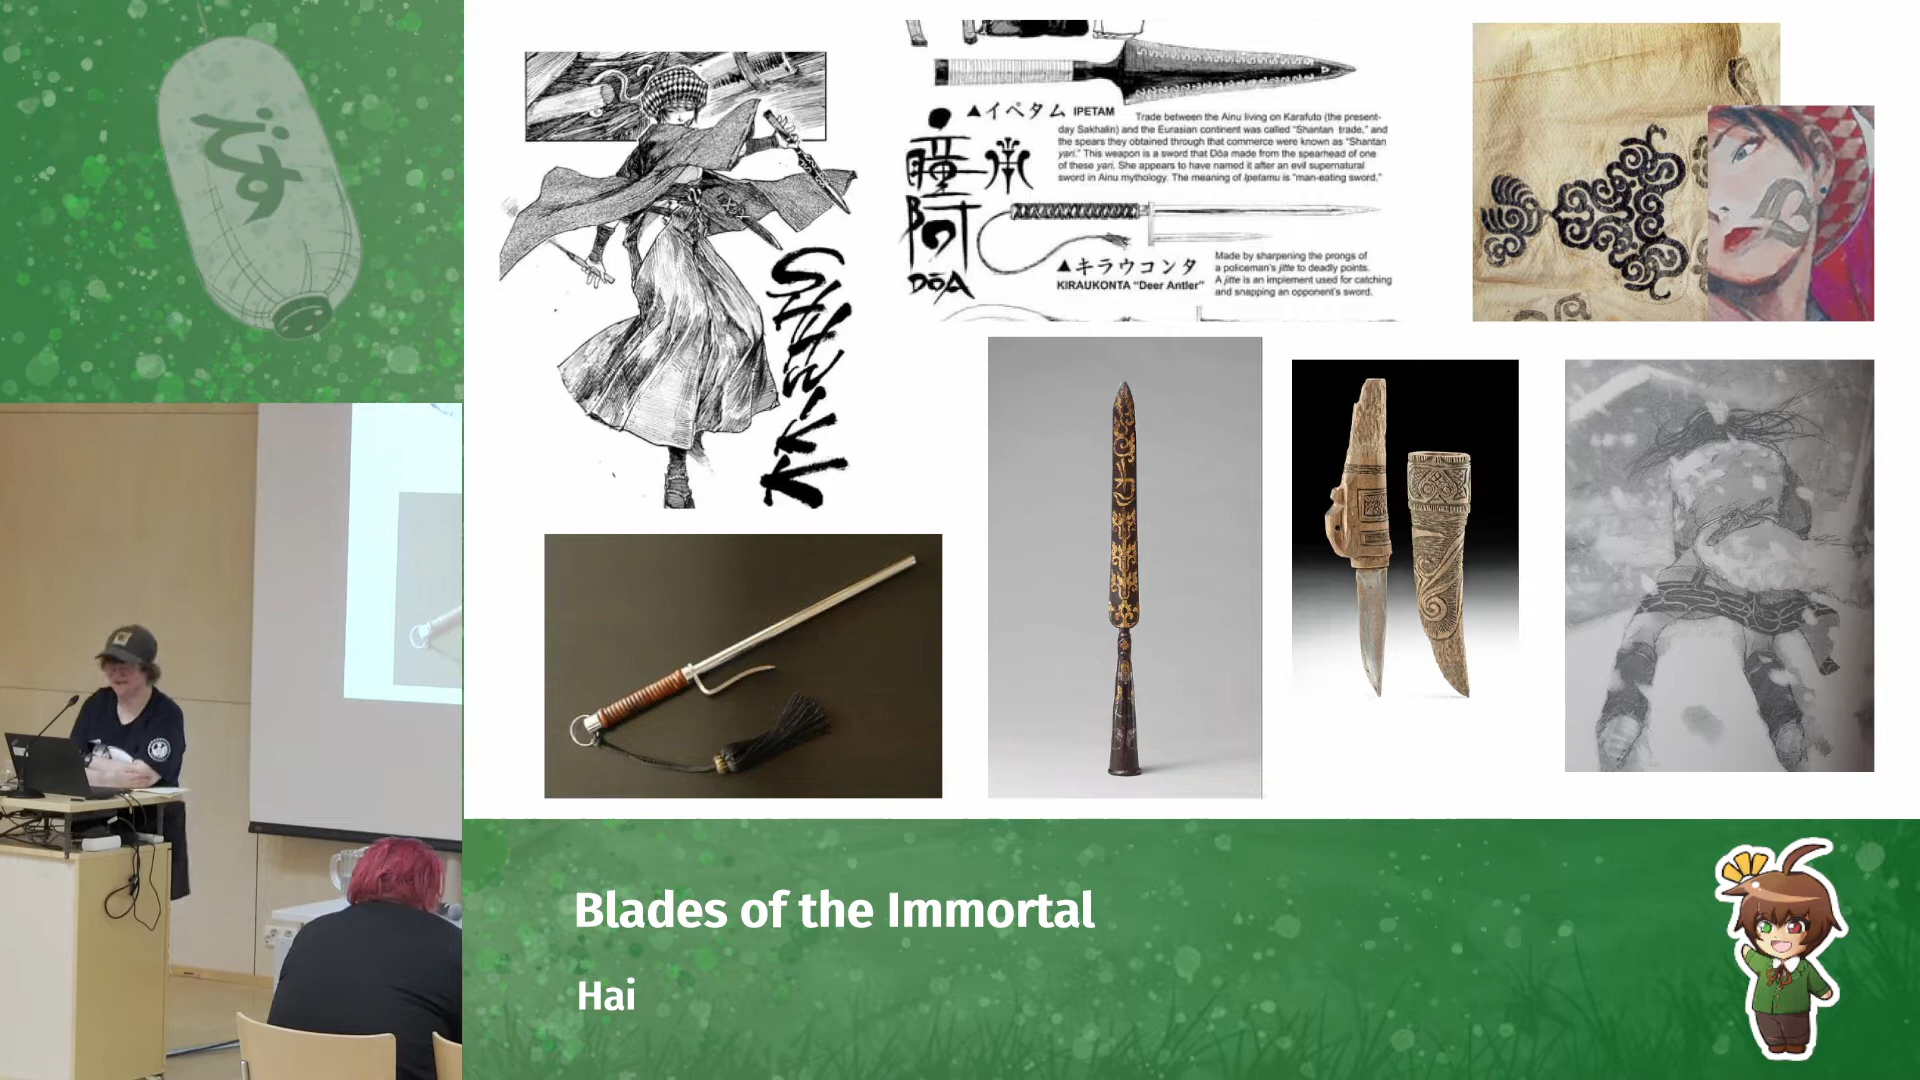 です
SHWIKK
▲イペタム IPETAM
Trade between the Ainu living on Karafuto (the present-
day Sakhalin) and the Eurasian continent was called "Shantan trade," and
the spears they obtained through that commerce were known as "Shantan
yari." This weapon is a sword that Dōa made from the spearhead of one
of these yari. She appears to have named it after an evil supernatural
sword in Ainu mythology. The meaning of Ipetamu is "man-eating sword."
瞳阿
DŌA
▲キラウコンタ
KIRAUKONTA "Deer Antler"
Made by sharpening the prongs of
a policeman's jitte to deadly points.
A jitte is an implement used for catching
and snapping an opponent's sword.
Blades of the Immortal
Hai